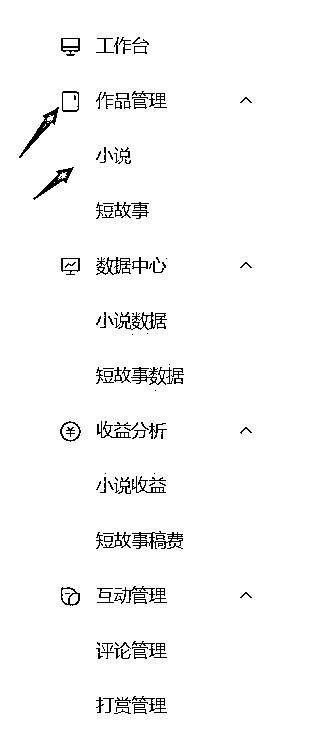 工作台
作品管理
小说
短故事
数据中心
小说数据
短故事数据
收益分析
小说收益
短故事稿费
互动管理
评论管理
打赏管理